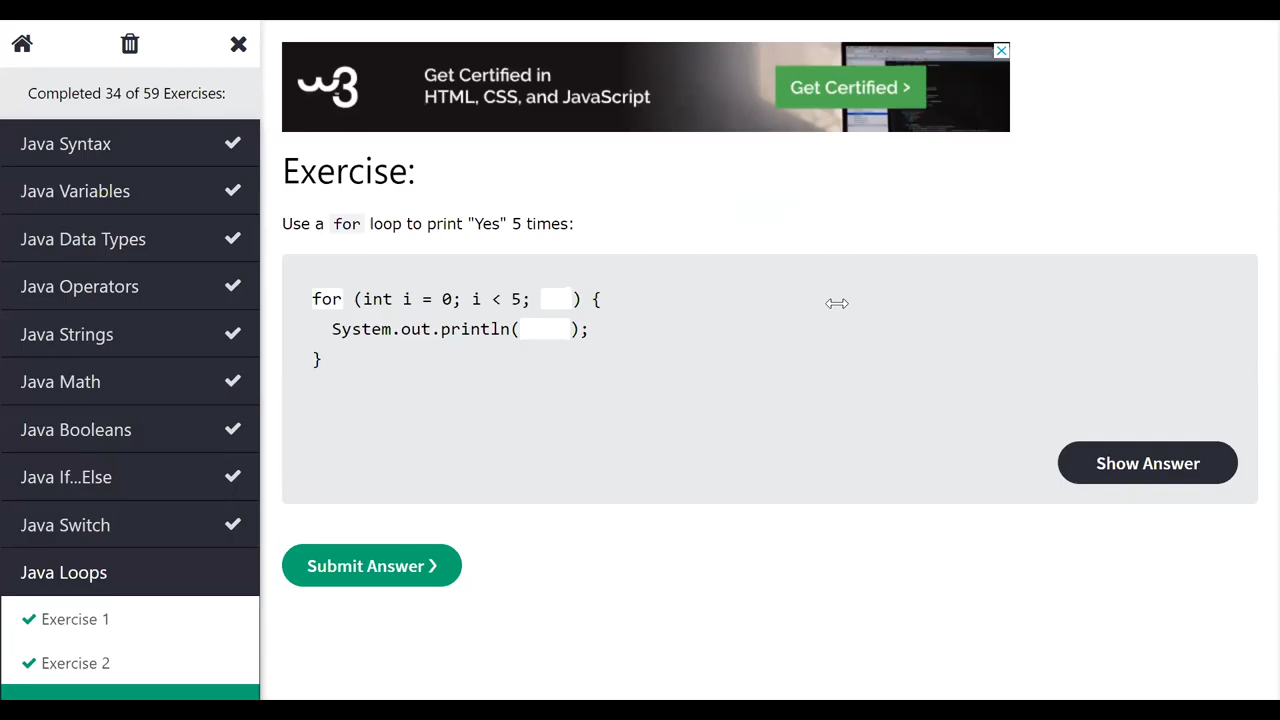 Completed 34 of 59 Exercises:
Java Syntax
Java Variables
Java Data Types
Java Operators
Java Strings
Java Math
Java Booleans
Java If...Else
Java Switch
Java Loops
Exercise 1
Exercise 2
w3
Get Certified in
HTML, CSS, and JavaScript
Get Certified >
Exercise:
Use a for loop to print "Yes" 5 times:
for (int i = 0; i < 5; ) {
System.out.println( );
}
Show Answer
Submit Answer ❯